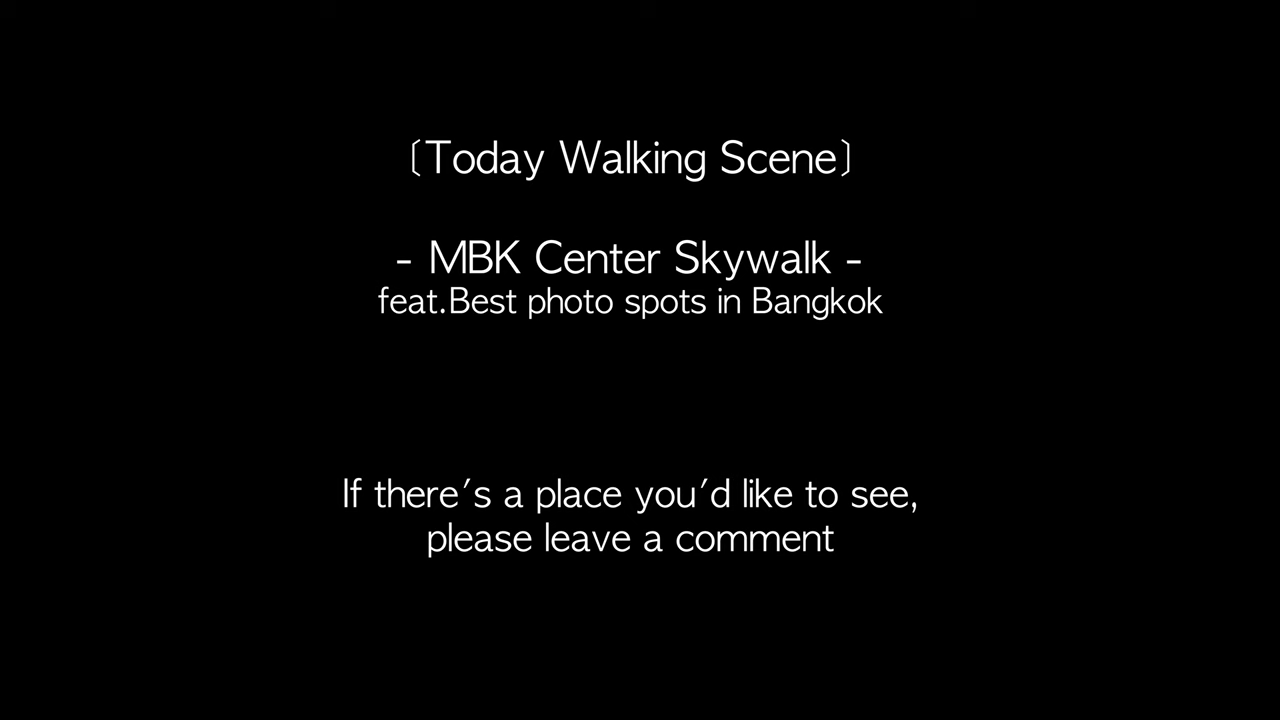 〔Today Walking Scene〕
- MBK Center Skywalk -
feat.Best photo spots in Bangkok
If there's a place you'd like to see,
please leave a comment